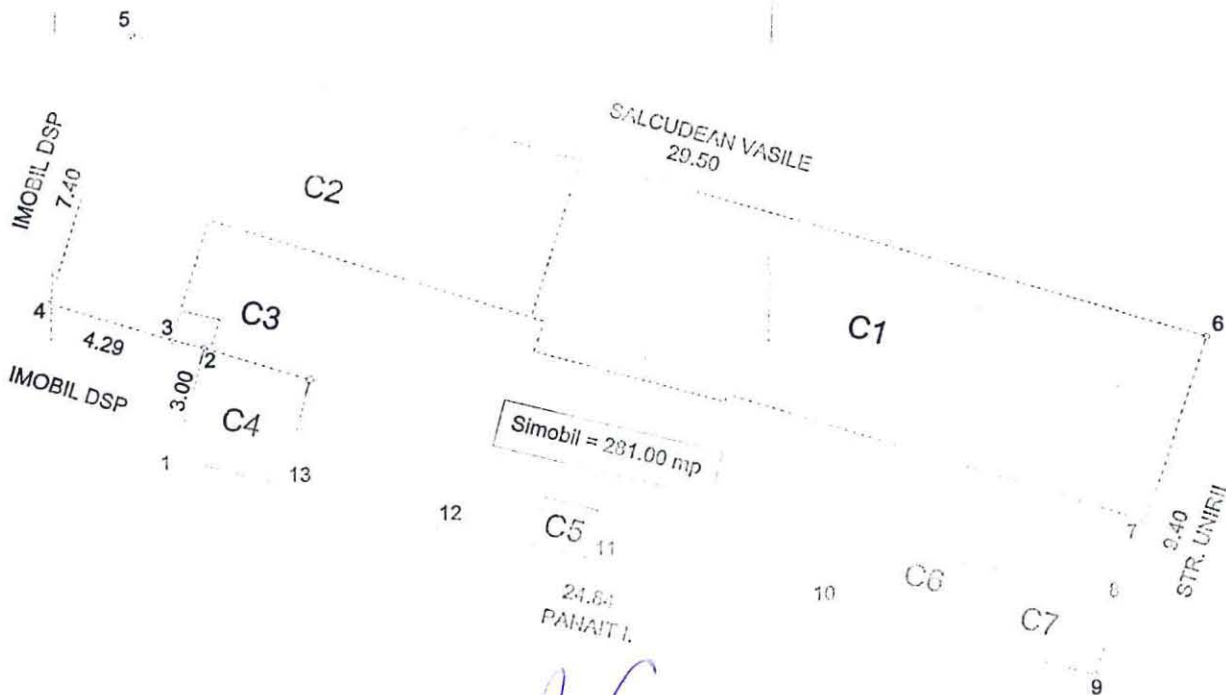 5
SALCUDEAN VASILE
29.50
IMOBIL DSP
7.40
C2
4
3
C3
C1
6
4.29
2
IMOBIL DSP
3.00
C4
Simobil = 281.00 mp
1
13
12
C5
11
7
9.40
STR. UNIRII
24.64
PANAIT I.
10
C6
8
C7
9